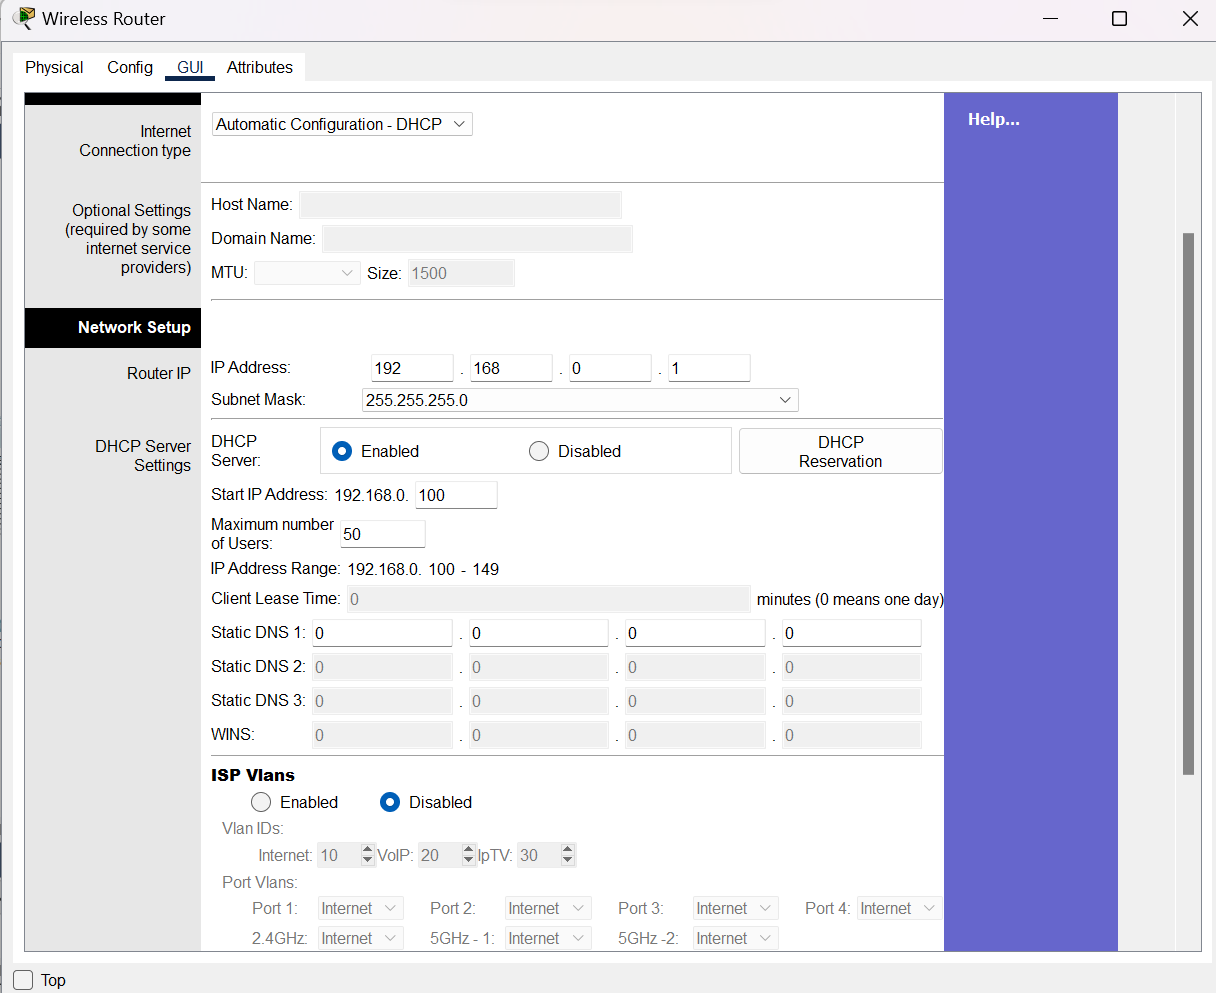 Wireless Router
Physical Config GUI Attributes
Internet
Connection type
Automatic Configuration - DHCP
Help...
Optional Settings
(required by some
internet service
providers)
Host Name:
Domain Name:
MTU: Size: 1500
Network Setup
Router IP
IP Address: 192 . 168 . 0 . 1
Subnet Mask: 255.255.255.0
DHCP Server
Settings
DHCP
Server:
Enabled Disabled
DHCP
Reservation
Start IP Address: 192.168.0. 100
Maximum number
of Users: 50
IP Address Range: 192.168.0. 100 - 149
Client Lease Time: 0 minutes (0 means one day)
Static DNS 1: 0 . 0 . 0 . 0
Static DNS 2: 0 . 0 . 0 . 0
Static DNS 3: 0 . 0 . 0 . 0
WINS: 0 . 0 . 0 . 0
ISP Vlans
Enabled Disabled
Vlan IDs:
Internet: 10 VoIP: 20 IpTV: 30
Port Vlans:
Port 1: Internet Port 2: Internet Port 3: Internet Port 4: Internet
2.4GHz: Internet 5GHz - 1: Internet 5GHz -2: Internet
Top